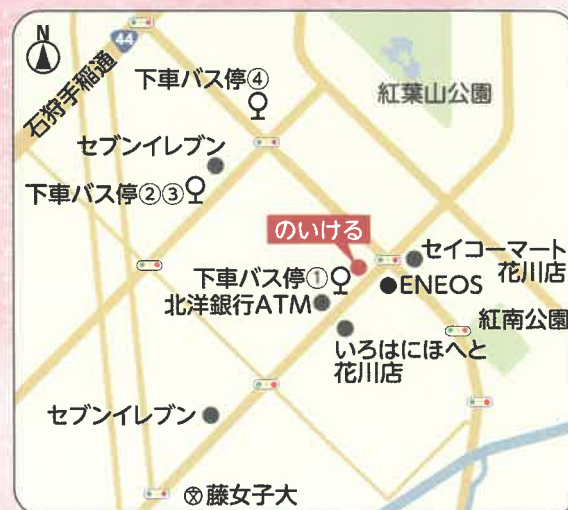 N
44
石狩手稲通
下車バス停④
紅葉山公園
セブンイレブン
下車バス停②③
のいける
セイコーマート
花川店
下車バス停①
ENEOS
北洋銀行ATM
紅南公園
いろはにほへと
花川店
セブンイレブン
文
藤女子大